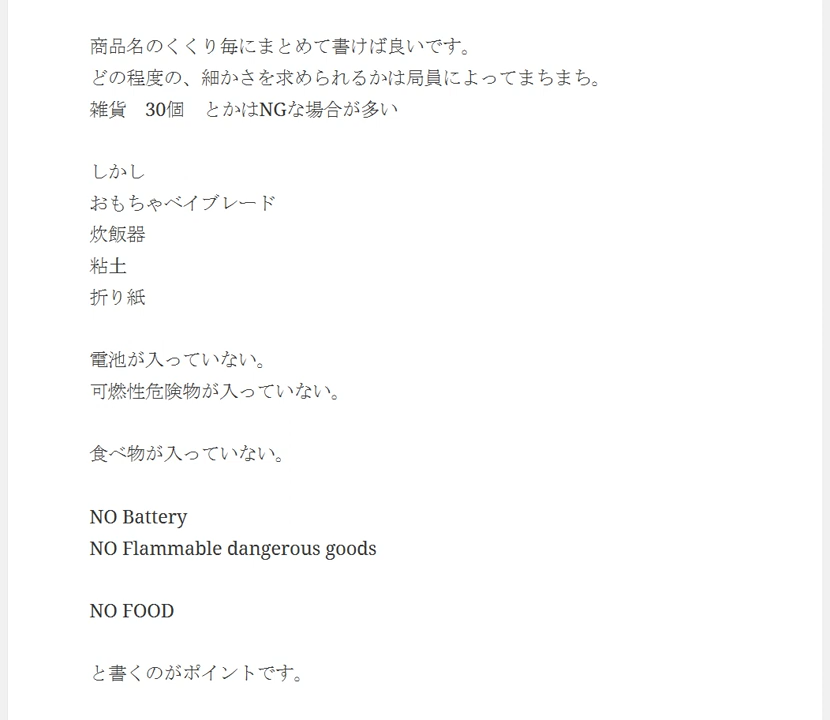 商品名のくくり毎にまとめて書けば良いです。
どの程度の、細かさを求められるかは局員によってまちまち。
雑貨　30個　とかはNGな場合が多い
しかし
おもちゃベイブレード
炊飯器
粘土
折り紙
電池が入っていない。
可燃性危険物が入っていない。
食べ物が入っていない。
NO Battery
NO Flammable dangerous goods
NO FOOD
と書くのがポイントです。